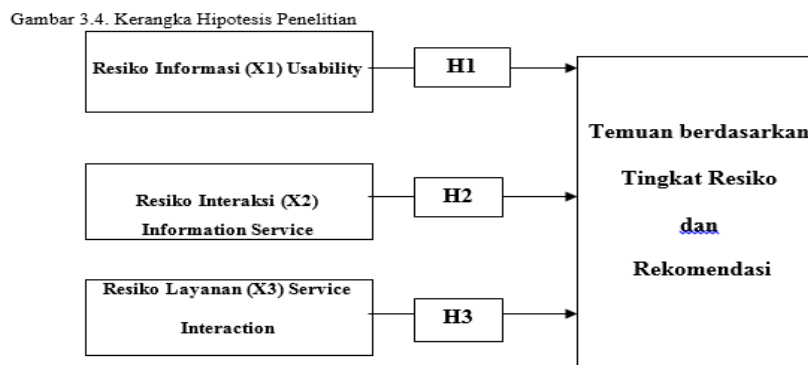 Gambar 3.4. Kerangka Hipotesis Penelitian
Resiko Informasi (X1) Usability
H1
Resiko Interaksi (X2)
Information Service
H2
Resiko Layanan (X3) Service
Interaction
H3
Temuan berdasarkan
Tingkat Resiko
dan
Rekomendasi